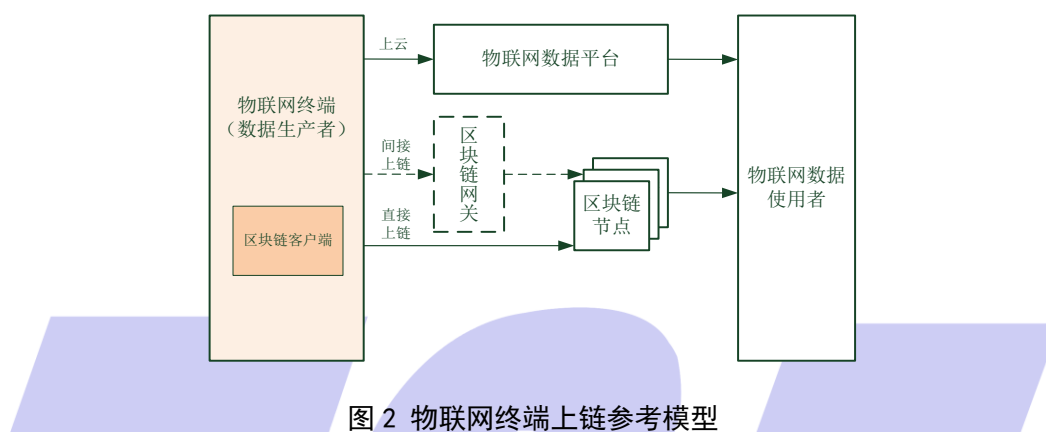 物联网终端
（数据生产者）
区块链客户端
上云
物联网数据平台
间接
上链
区
块
链
网
关
直接
上链
区块链
节点
物联网数据
使用者
图 2 物联网终端上链参考模型